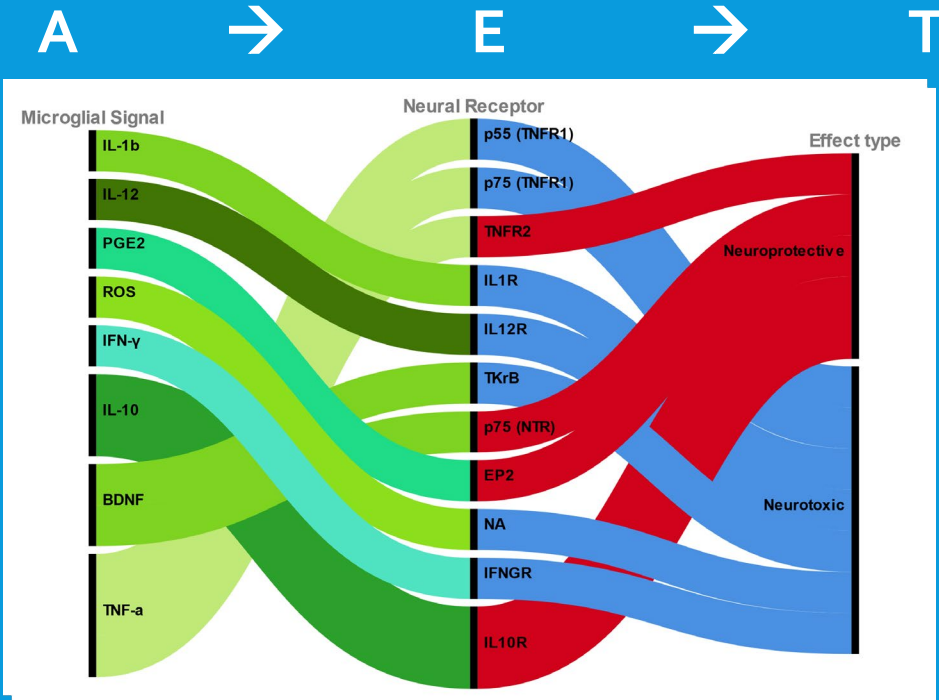 A → E → T
Microglial Signal
Neural Receptor
Effect type
IL-1b
IL-12
PGE2
ROS
IFN-γ
IL-10
BDNF
TNF-a
p55 (TNFR1)
p75 (TNFR1)
TNFR2
IL1R
IL12R
TKrB
p75 (NTR)
EP2
NA
IFNGR
IL10R
Neuroprotective
Neurotoxic